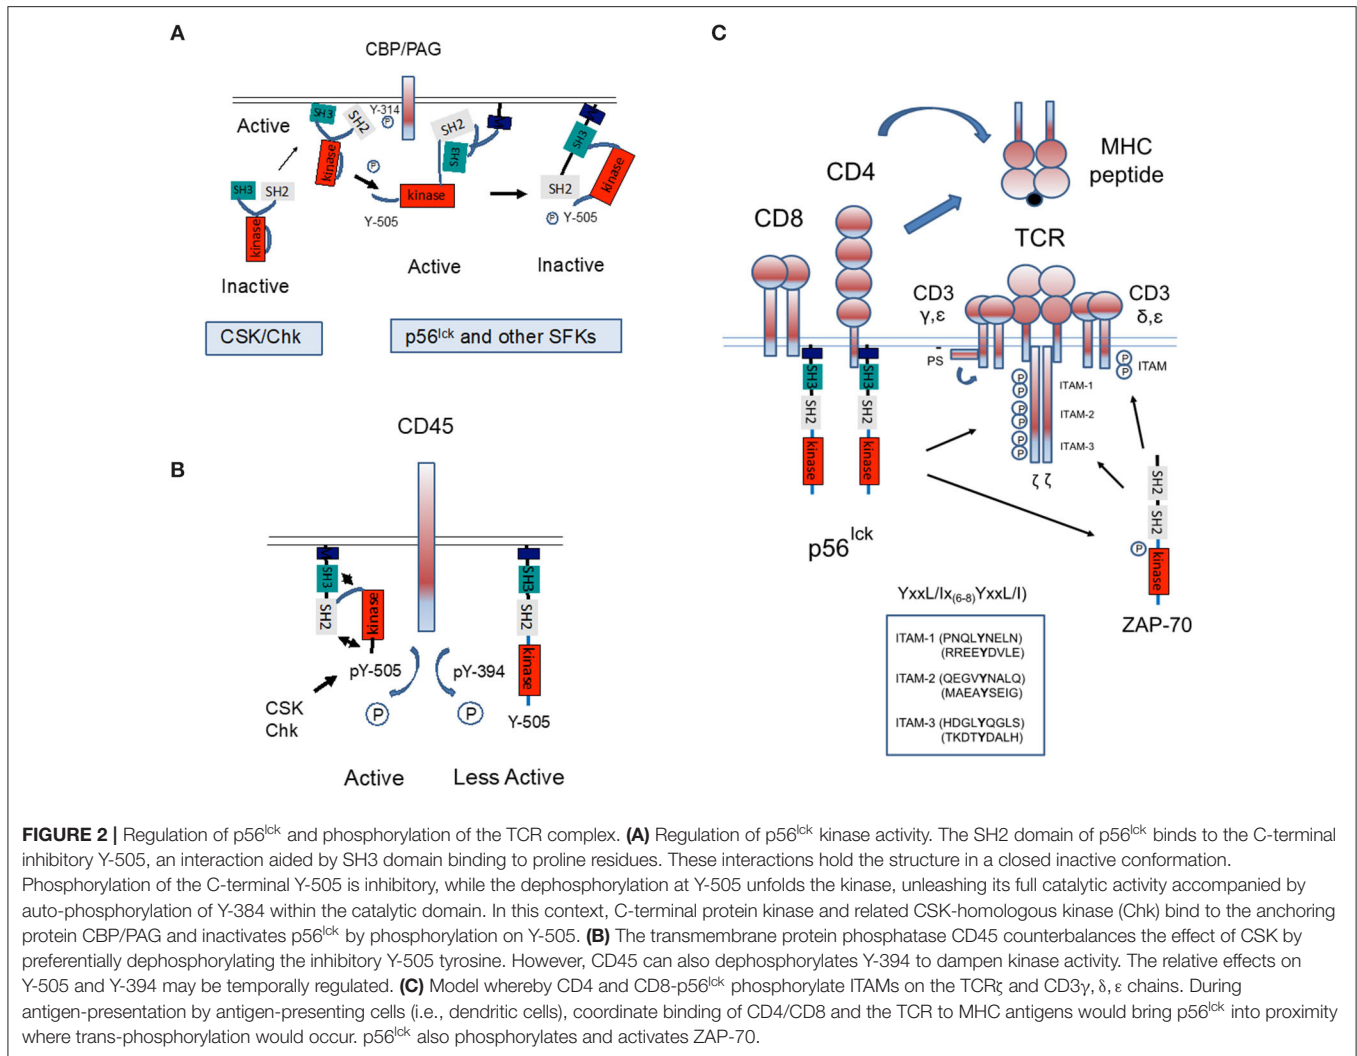 A
CBP/PAG
SH3
SH2
Y-314
P
Active
kinase
P
SH3
SH2
kinase
Inactive
CSK/Chk
SH2
SH3
M
kinase
Y-505
Active
M
SH3
SH2
kinase
P
Y-505
Inactive
p56lck and other SFKs
B
CD45
M
SH3
SH2
kinase
pY-505
CSK
Chk
P
Active
pY-394
P
SH3
SH2
kinase
Y-505
Less Active
C
CD4
CD8
MHC
peptide
TCR
CD3
γ,ε
CD3
δ,ε
PS
P
P
ITAM
P
P
ITAM-1
P
P
ITAM-2
P
P
ITAM-3
ζ ζ
SH3
SH2
kinase
SH3
SH2
kinase
p56lck
SH2
SH2
P
kinase
ZAP-70
YxxL/Ix(6-8)YxxL/I)
ITAM-1 (PNQLYNELN)
(RREEYDVLE)
ITAM-2 (QEGVYNALQ)
(MAEAYSEIG)
ITAM-3 (HDGLYQGLS)
(TKDTYDALH)
FIGURE 2 | Regulation of p56lck and phosphorylation of the TCR complex. (A) Regulation of p56lck kinase activity. The SH2 domain of p56lck binds to the C-terminal
inhibitory Y-505, an interaction aided by SH3 domain binding to proline residues. These interactions hold the structure in a closed inactive conformation.
Phosphorylation of the C-terminal Y-505 is inhibitory, while the dephosphorylation at Y-505 unfolds the kinase, unleashing its full catalytic activity accompanied by
auto-phosphorylation of Y-384 within the catalytic domain. In this context, C-terminal protein kinase and related CSK-homologous kinase (Chk) bind to the anchoring
protein CBP/PAG and inactivates p56lck by phosphorylation on Y-505. (B) The transmembrane protein phosphatase CD45 counterbalances the effect of CSK by
preferentially dephosphorylating the inhibitory Y-505 tyrosine. However, CD45 can also dephosphorylates Y-394 to dampen kinase activity. The relative effects on
Y-505 and Y-394 may be temporally regulated. (C) Model whereby CD4 and CD8-p56lck phosphorylate ITAMs on the TCRζ and CD3γ, δ, ε chains. During
antigen-presentation by antigen-presenting cells (i.e., dendritic cells), coordinate binding of CD4/CD8 and the TCR to MHC antigens would bring p56lck into proximity
where trans-phosphorylation would occur. p56lck also phosphorylates and activates ZAP-70.